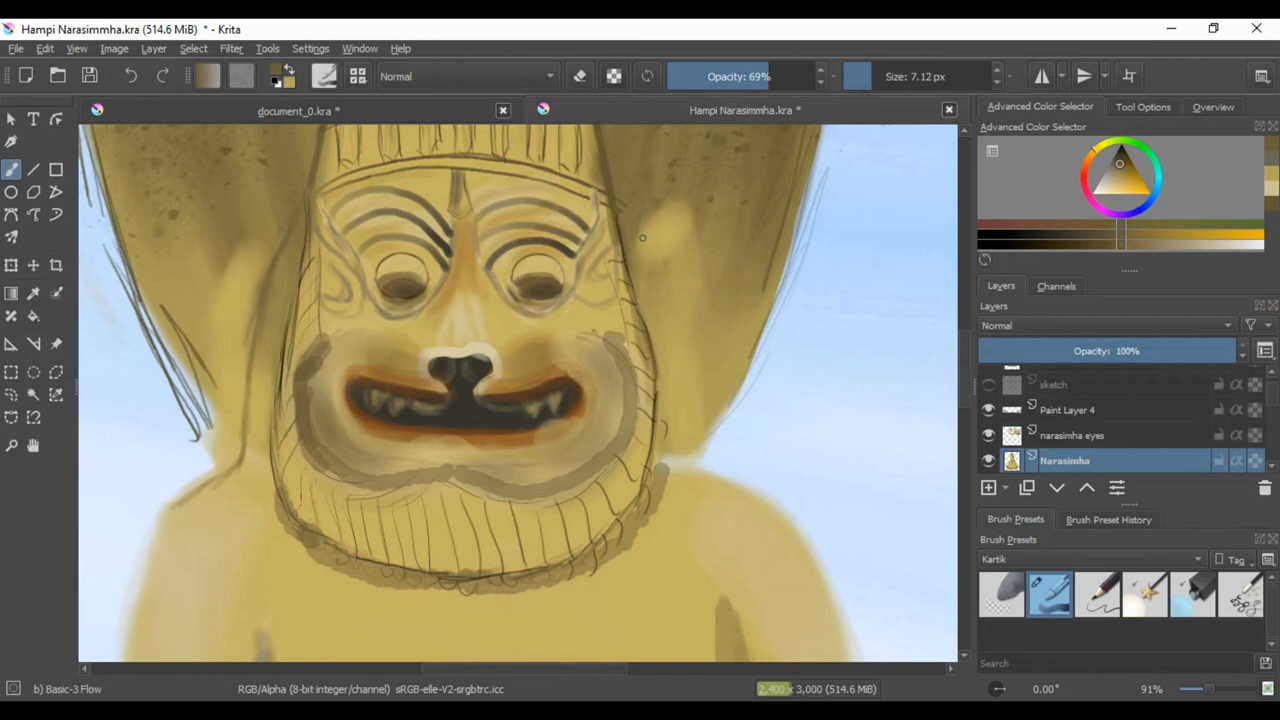 Hampi Narasimmha.kra (514.6 MiB) * - Krita
File Edit View Image Layer Select Filter Tools Settings Window Help
Normal Opacity: 69% Size: 7.12 px
document_0.kra * Hampi Narasimmha.kra *
Advanced Color Selector Tool Options Overview
Advanced Color Selector
Layers Channels
Layers
Normal
Opacity: 100%
sketch
Paint Layer 4
narasimha eyes
Narasimha
Brush Presets Brush Preset History
Brush Presets
Kartik Tag
Search
b) Basic-3 Flow RGB/Alpha (8-bit integer/channel) sRGB-elle-V2-srgbtrc.icc 2,400 x 3,000 (514.6 MiB) 0.00° 91%